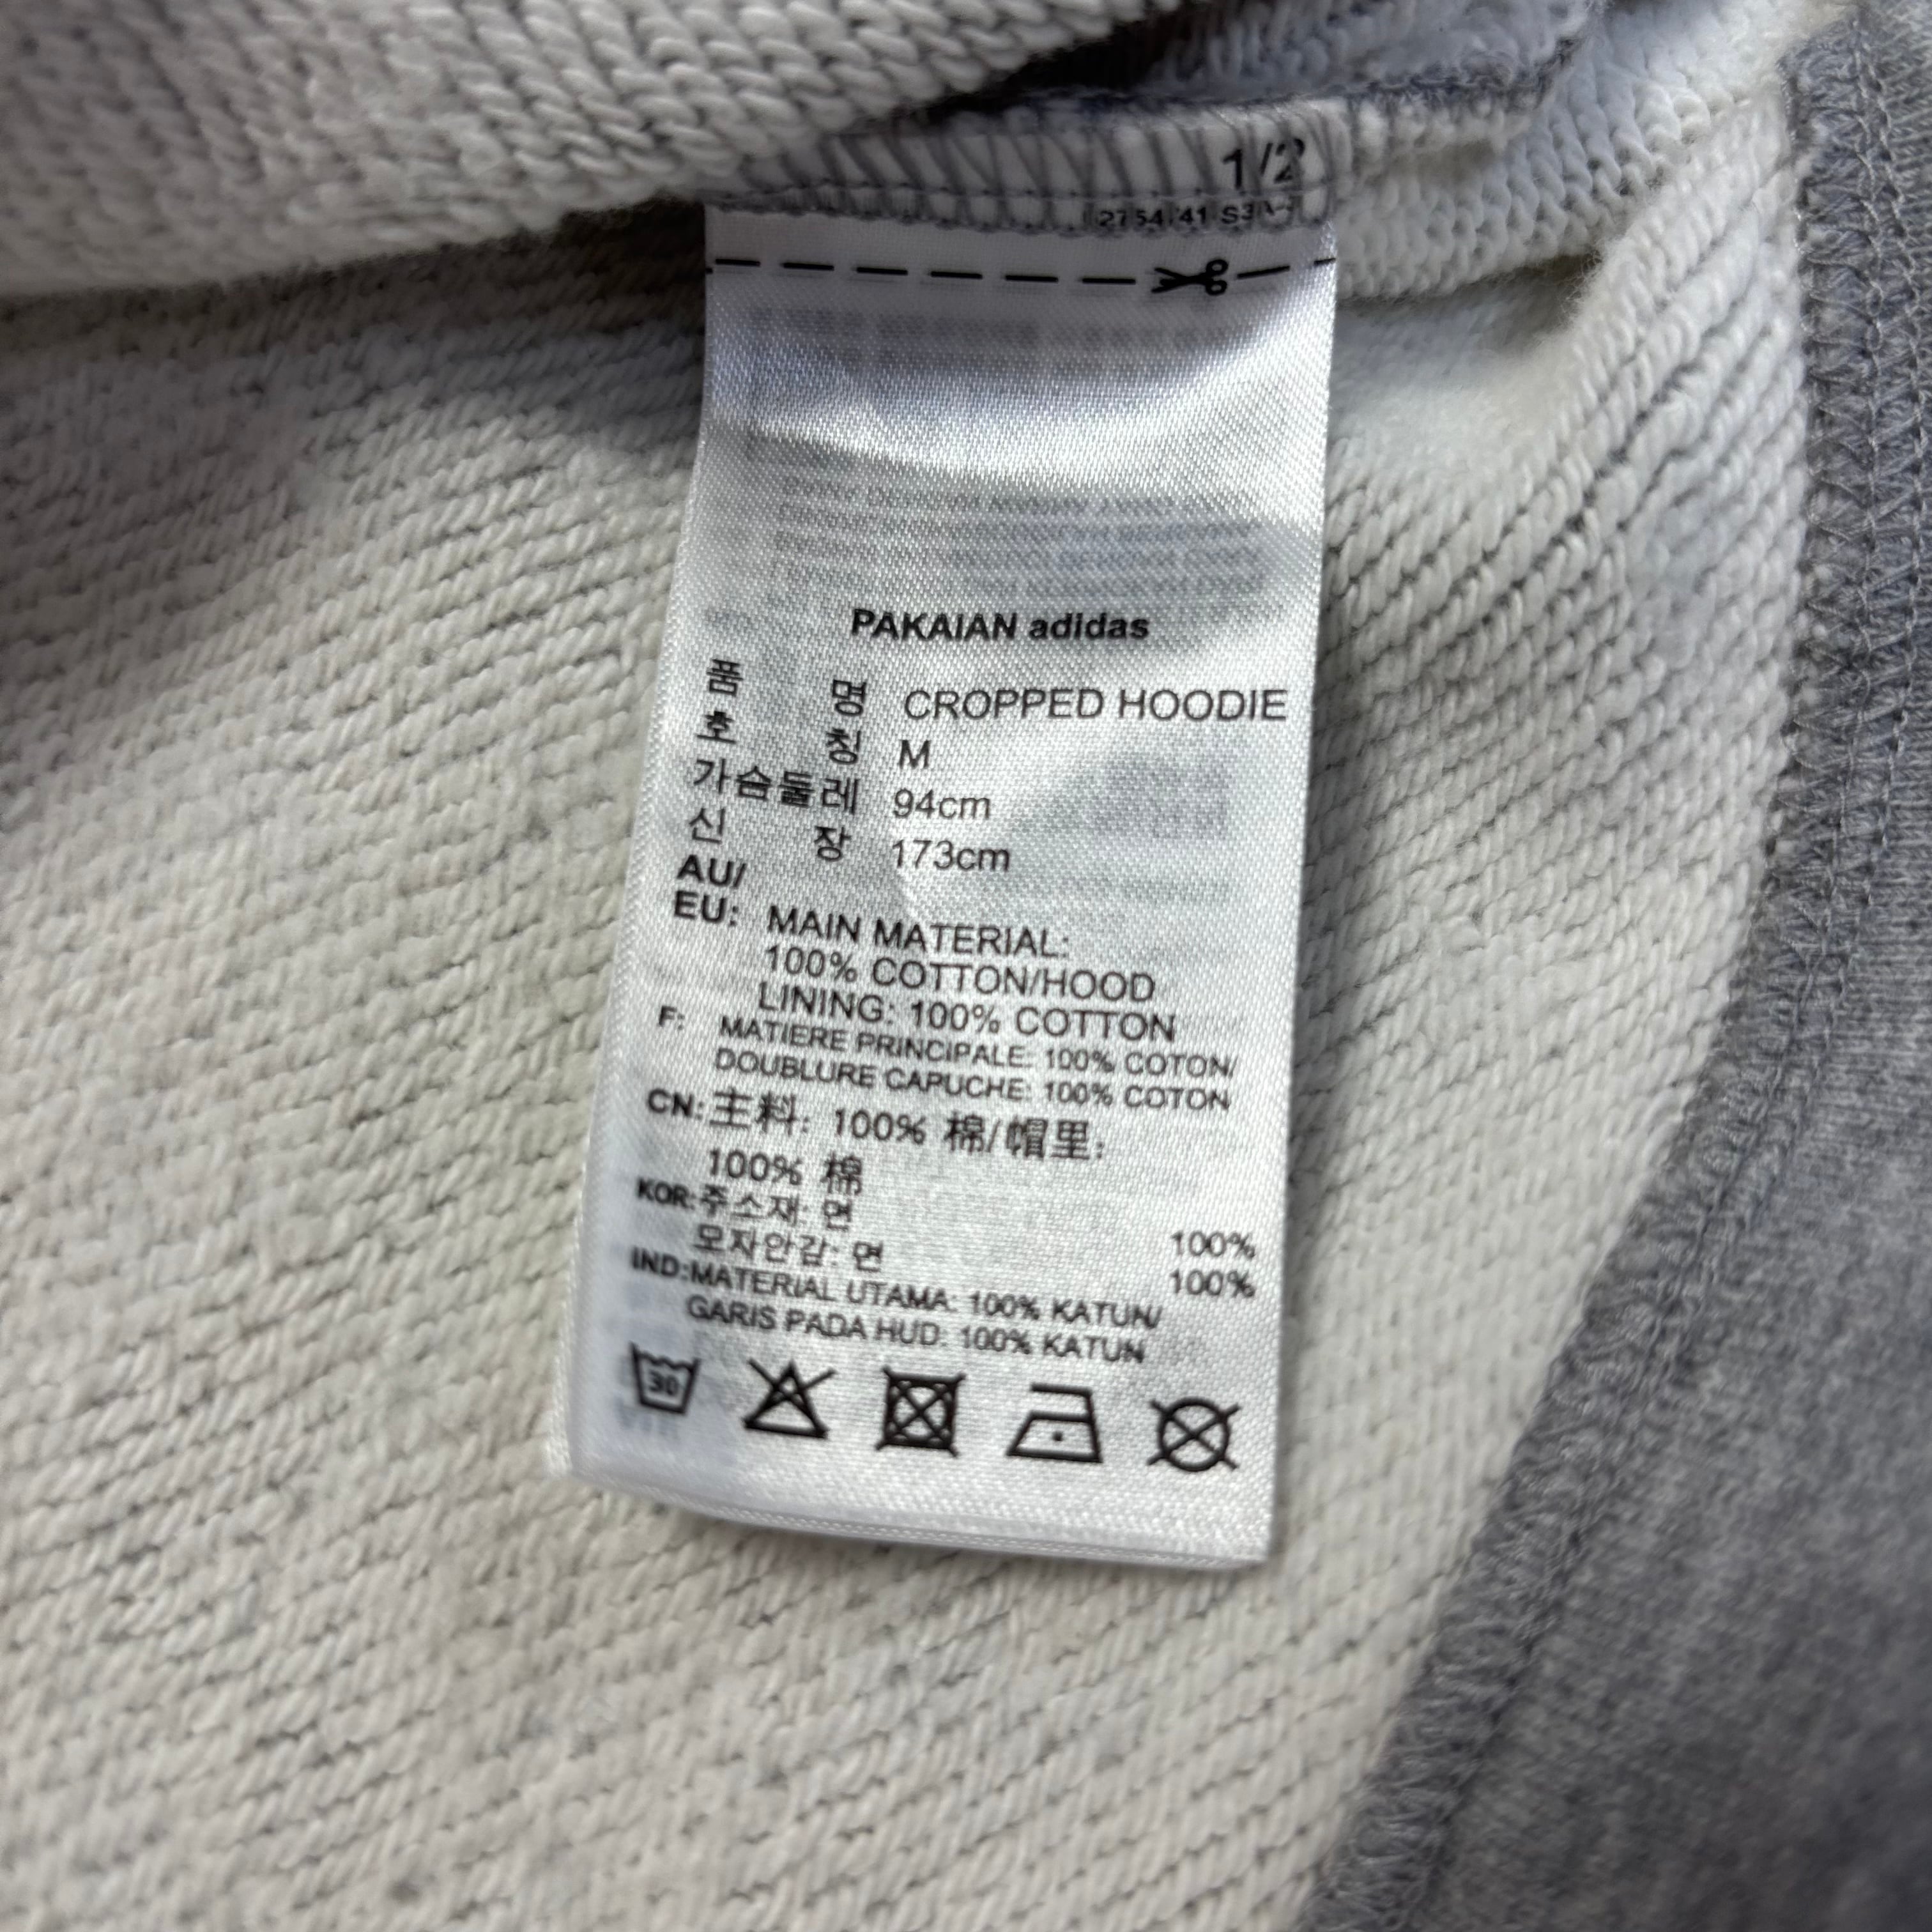 1/2
PAKAIAN adidas
품 명 CROPPED HOODIE
호 칭 M
가슴둘레 94cm
신 장 173cm
AU/
EU: MAIN MATERIAL:
100% COTTON/HOOD
LINING: 100% COTTON
F: MATIERE PRINCIPALE: 100% COTON/
DOUBLURE CAPUCHE: 100% COTON
CN: 主料: 100% 棉/帽里:
100% 棉
KOR: 주소재: 면 100%
모자안감: 면 100%
IND: MATERIAL UTAMA: 100% KATUN/
GARIS PADA HUD: 100% KATUN
30